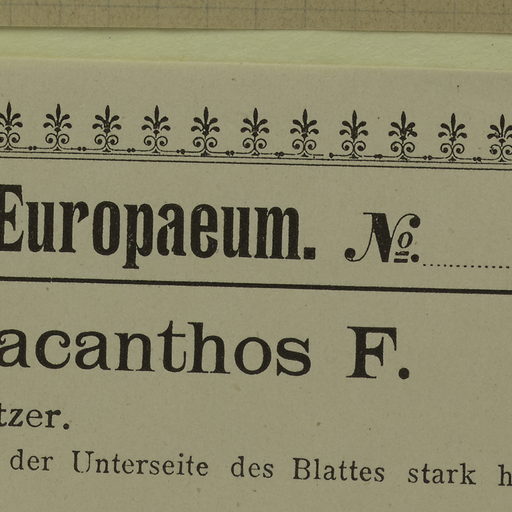 Europaeum. No.
acanthos F.
tzer.
der Unterseite des Blattes stark h